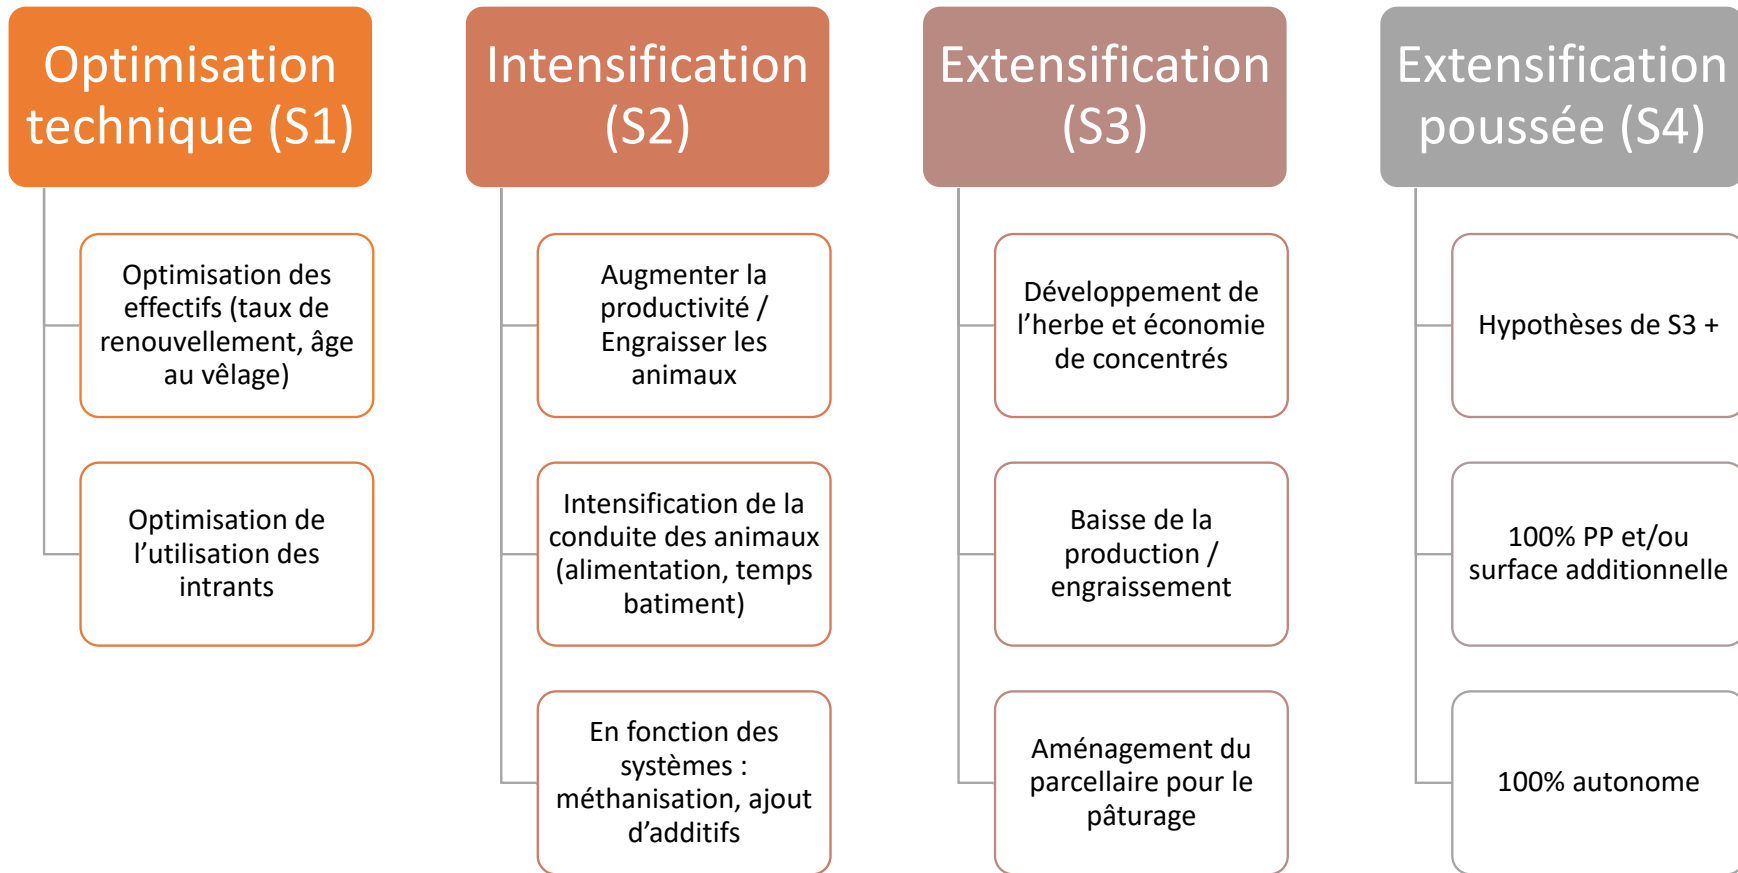 Optimisation
technique (S1)
Optimisation des
effectifs (taux de
renouvellement, âge
au vêlage)
Optimisation de
l’utilisation des
intrants
Intensification
(S2)
Augmenter la
productivité /
Engraisser les
animaux
Intensification de la
conduite des animaux
(alimentation, temps
batiment)
En fonction des
systèmes :
méthanisation, ajout
d’additifs
Extensification
(S3)
Développement de
l’herbe et économie
de concentrés
Baisse de la
production /
engraissement
Aménagement du
parcellaire pour le
pâturage
Extensification
poussée (S4)
Hypothèses de S3 +
100% PP et/ou
surface additionnelle
100% autonome